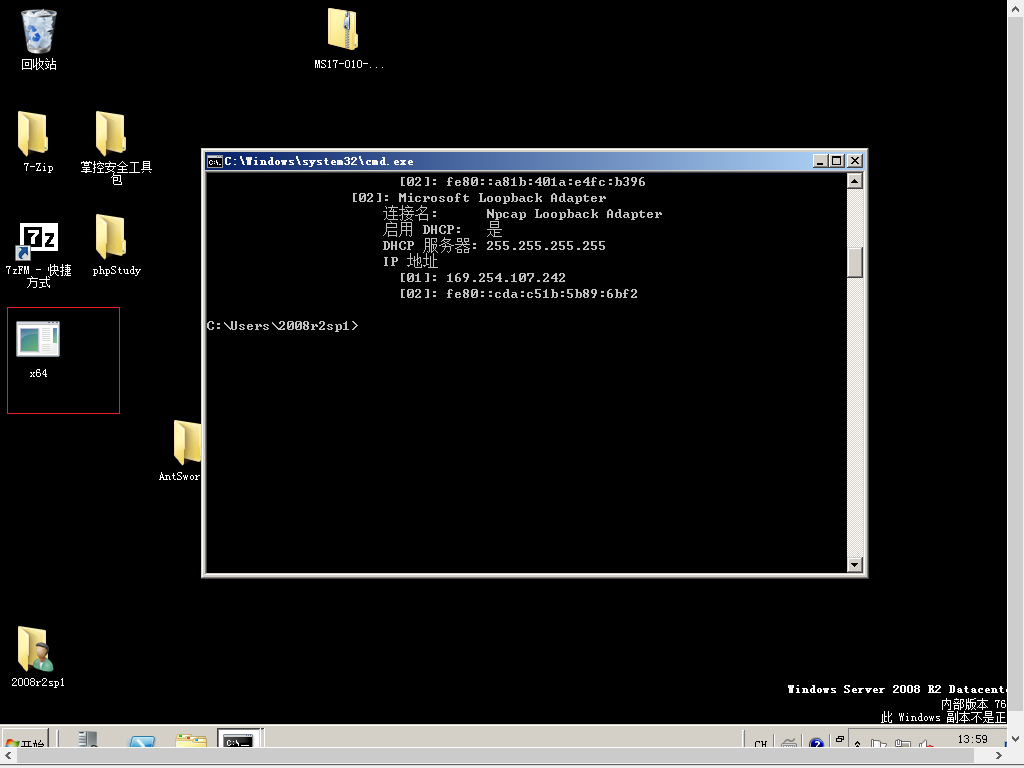 回收站
MS17-010-...
7-Zip
掌控安全工具
包
7zFM - 快捷
方式
phpStudy
x64
AntSwor
2008r2sp1
C:\Windows\system32\cmd.exe
[02]: fe80::a81b:401a:e4fc:b396
[02]: Microsoft Loopback Adapter
连接名: Npcap Loopback Adapter
启用 DHCP: 是
DHCP 服务器: 255.255.255.255
IP 地址
[01]: 169.254.107.242
[02]: fe80::cda:c51b:5b89:6bf2
C:\Users\2008r2sp1>
Windows Server 2008 R2 Datacente
内部版本 76
此 Windows 副本不是正
开始
CH
13:59